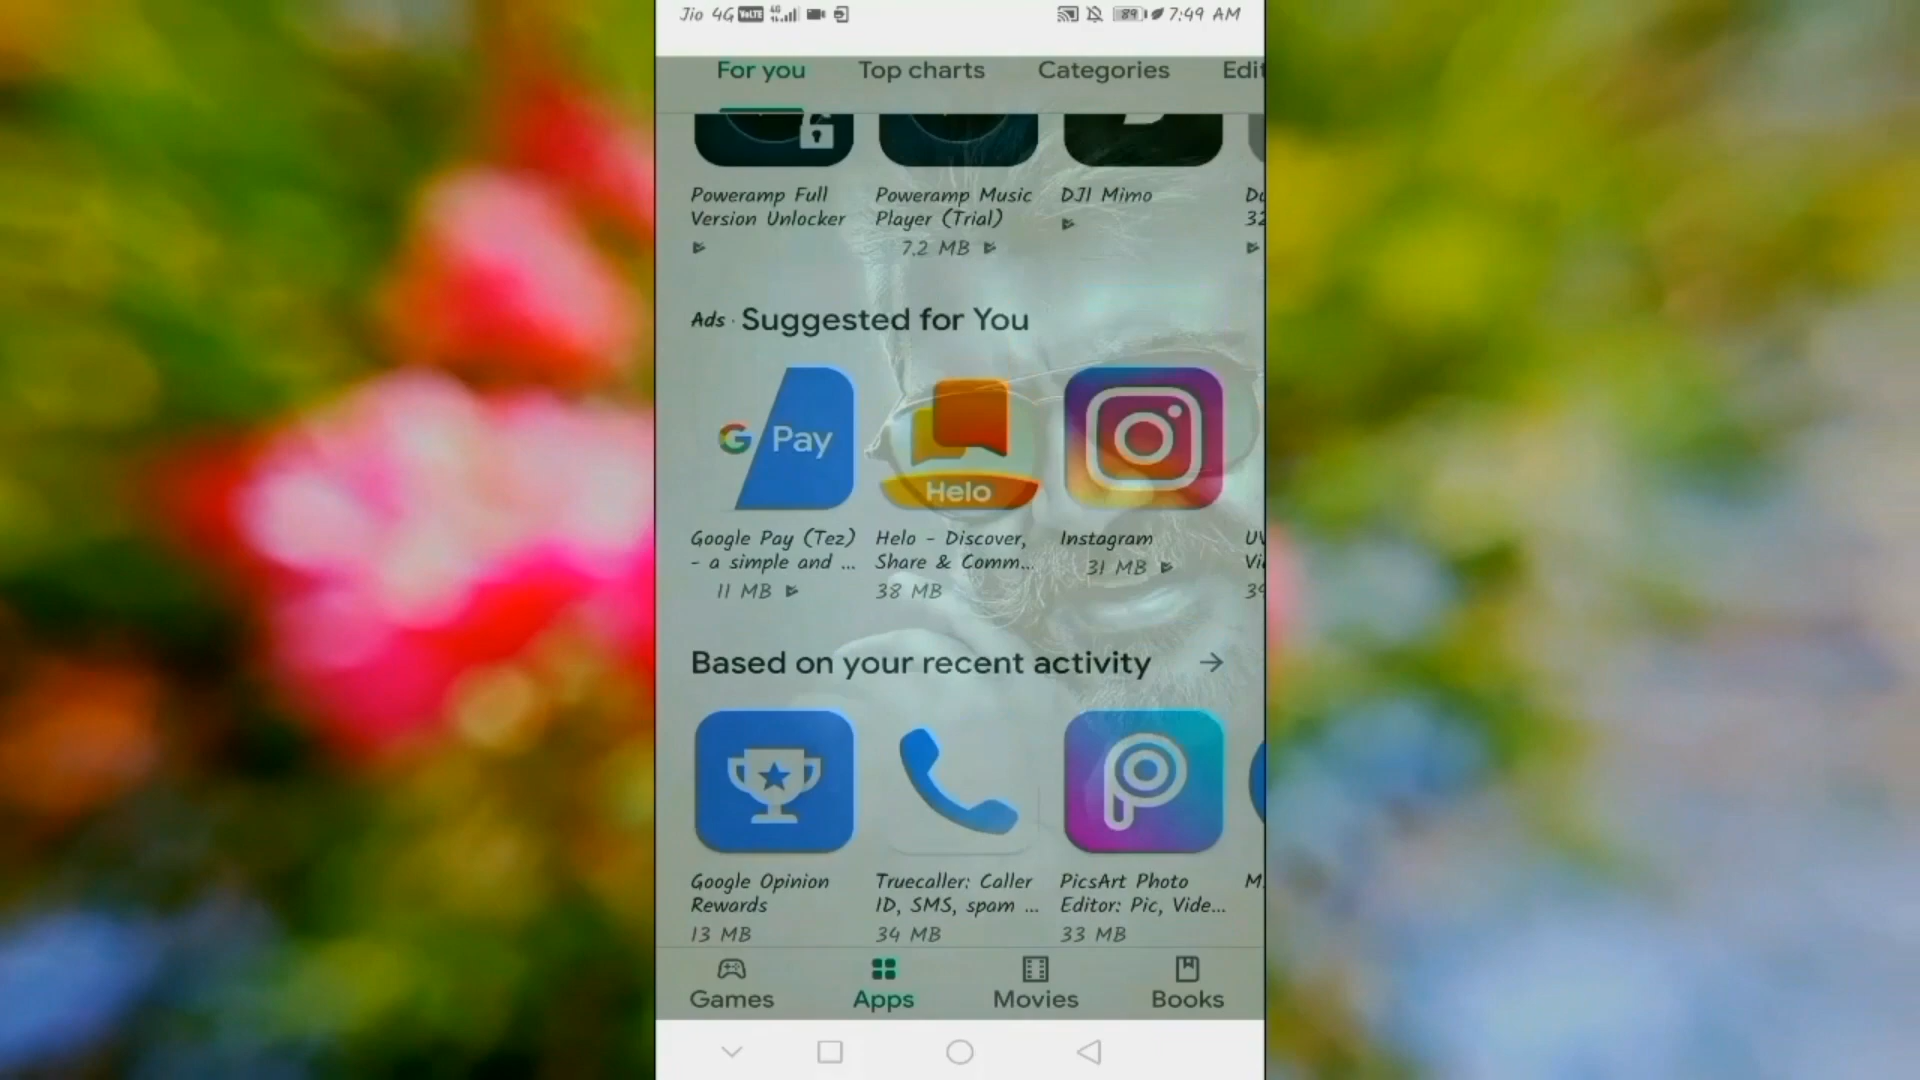 Jio 4G VoLTE 4G 89 7:49 AM
For you Top charts Categories
Poweramp Full
Version Unlocker
Poweramp Music
Player (Trial)
7.2 MB
DJI Mimo
Ads · Suggested for You
G Pay
Helo
Google Pay (Tez)
- a simple and ...
11 MB
Helo - Discover,
Share & Comm...
38 MB
Instagram
31 MB
Based on your recent activity
Google Opinion
Rewards
13 MB
Truecaller: Caller
ID, SMS, spam ...
34 MB
PicsArt Photo
Editor: Pic, Vide...
33 MB
Games Apps Movies Books